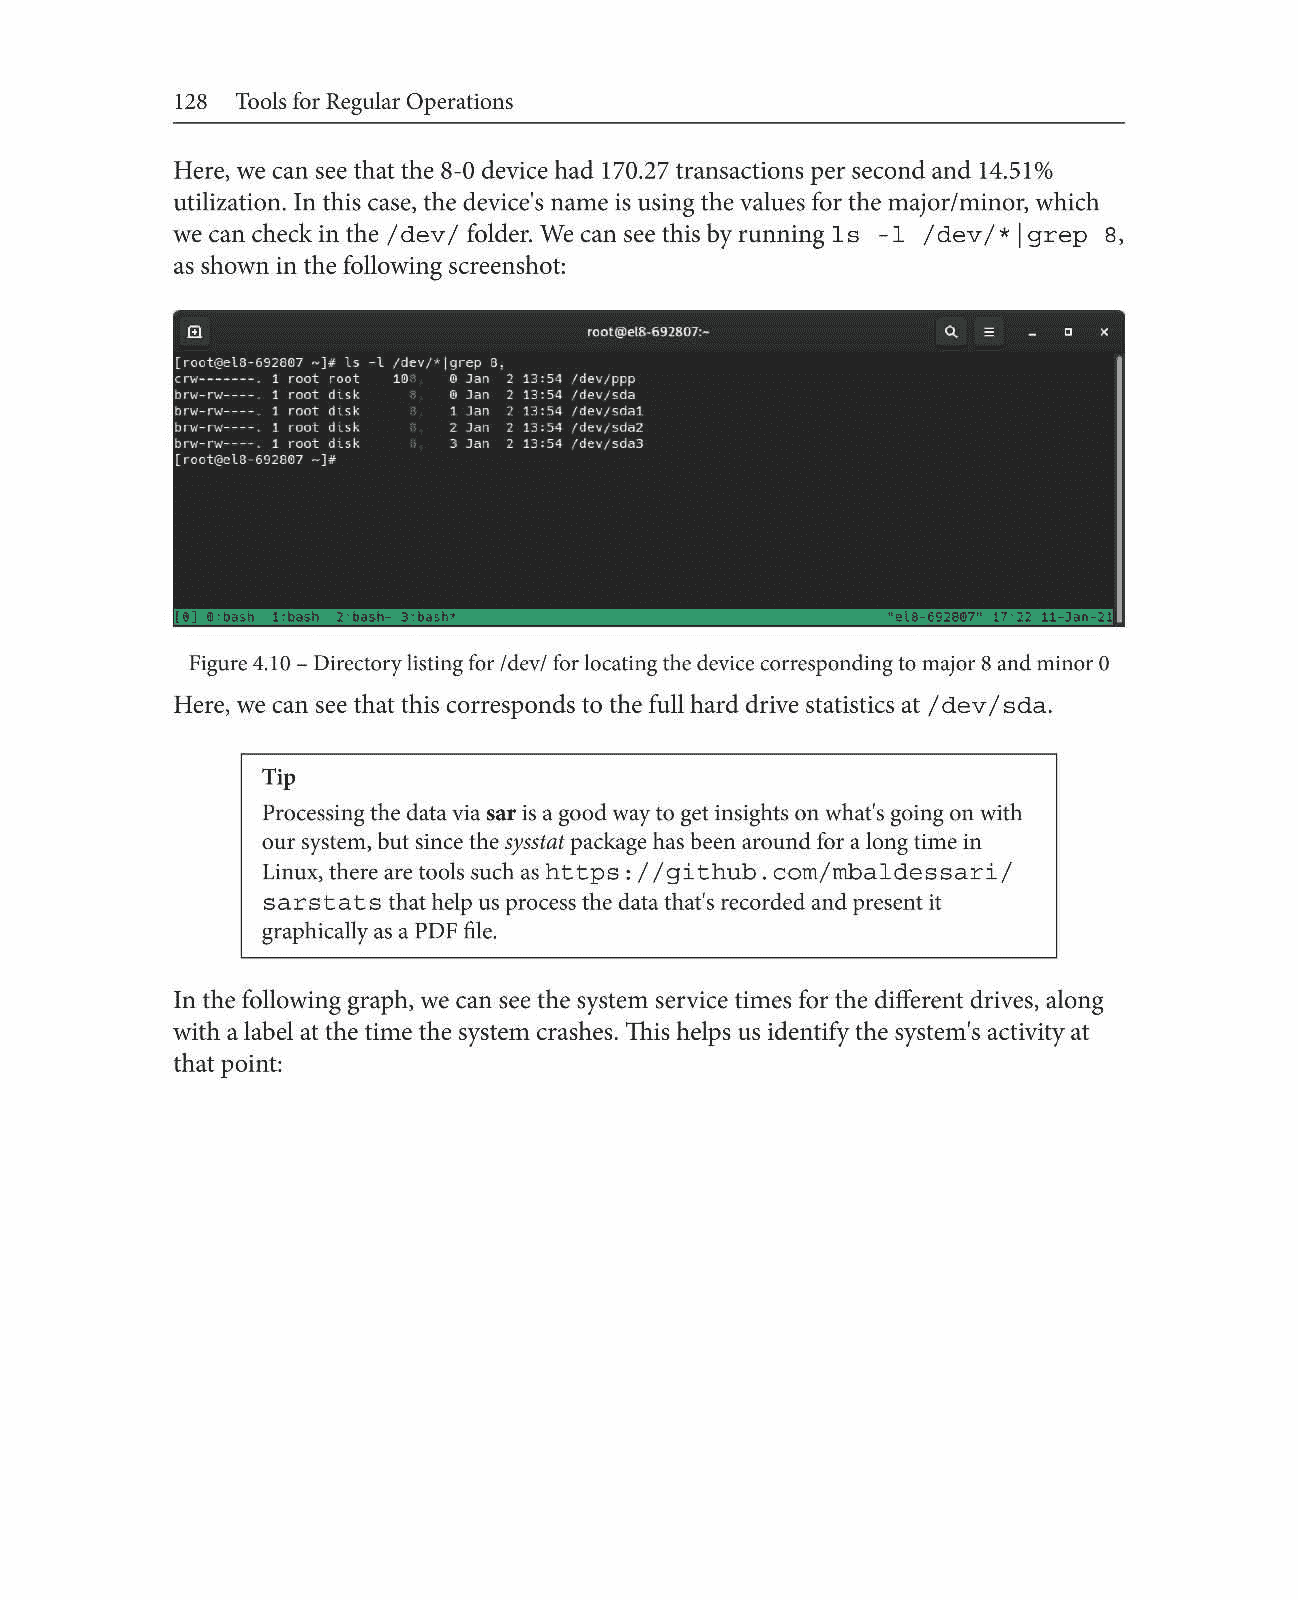 128 Tools for Regular Operations
Here, we can see that the 8-0 device had 170.27 transactions per second and 14.51%
utilization. In this case, the device's name is using the values for the major/minor, which
we can check in the /dev/ folder. We can see this by running ls -l /dev/*|grep 8,
as shown in the following screenshot:
root@el8-692807:~
[root@el8-692807 ~]# ls -l /dev/*|grep 8,
crw-------. 1 root root 108, 0 Jan 2 13:54 /dev/ppp
brw-rw----. 1 root disk 8, 0 Jan 2 13:54 /dev/sda
brw-rw----. 1 root disk 8, 1 Jan 2 13:54 /dev/sda1
brw-rw----. 1 root disk 8, 2 Jan 2 13:54 /dev/sda2
brw-rw----. 1 root disk 8, 3 Jan 2 13:54 /dev/sda3
[root@el8-692807 ~]#
[0] 0:bash 1:bash 2:bash- 3:bash* "el8-692807" 17:22 11-Jan-21
Figure 4.10 – Directory listing for /dev/ for locating the device corresponding to major 8 and minor 0
Here, we can see that this corresponds to the full hard drive statistics at /dev/sda.
Tip
Processing the data via sar is a good way to get insights on what's going on with
our system, but since the sysstat package has been around for a long time in
Linux, there are tools such as https://github.com/mbaldessari/
sarstats that help us process the data that's recorded and present it
graphically as a PDF file.
In the following graph, we can see the system service times for the different drives, along
with a label at the time the system crashes. This helps us identify the system's activity at
that point: